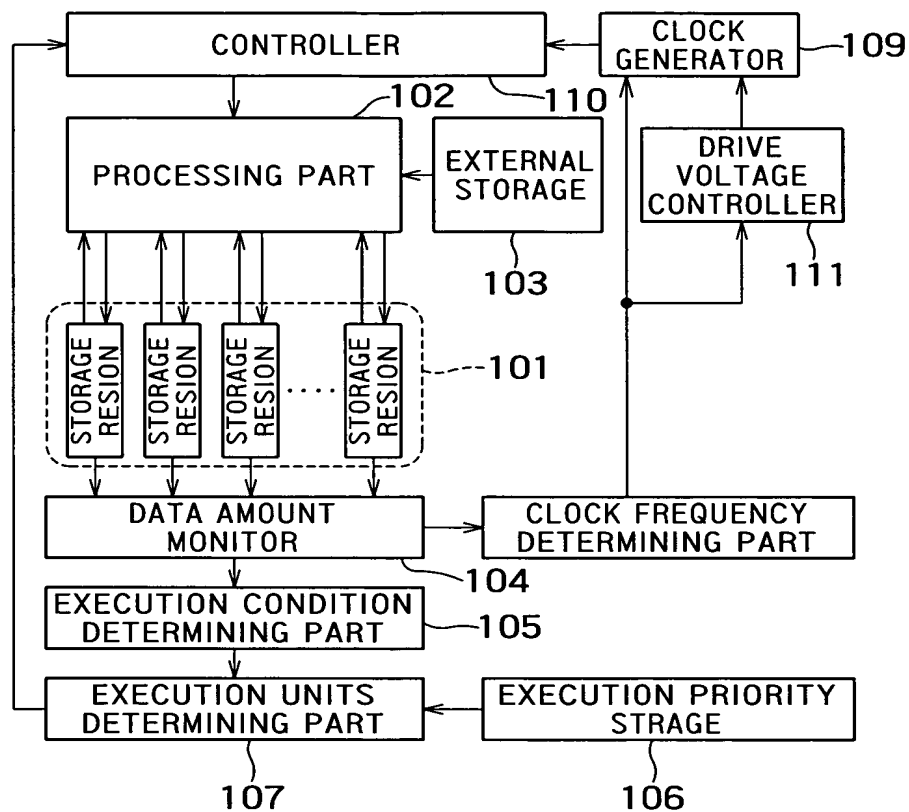 CONTROLLER
CLOCK
GENERATOR
109
102
110
PROCESSING PART
EXTERNAL
STORAGE
DRIVE
VOLTAGE
CONTROLLER
103
111
STORAGE
RESION
STORAGE
RESION
STORAGE
RESION
....
STORAGE
RESION
101
DATA AMOUNT
MONITOR
CLOCK FREQUENCY
DETERMINING PART
104
EXECUTION CONDITION
DETERMINING PART
105
EXECUTION UNITS
DETERMINING PART
EXECUTION PRIORITY
STRAGE
107
106